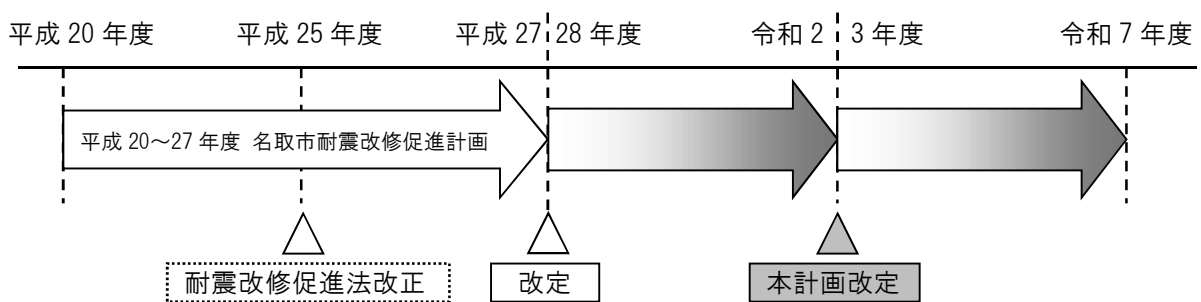 平成 20 年度 平成 25 年度 平成 27 28 年度 令和 2 3 年度 令和 7 年度
平成 20～27 年度 名取市耐震改修促進計画
耐震改修促進法改正 改定 本計画改定